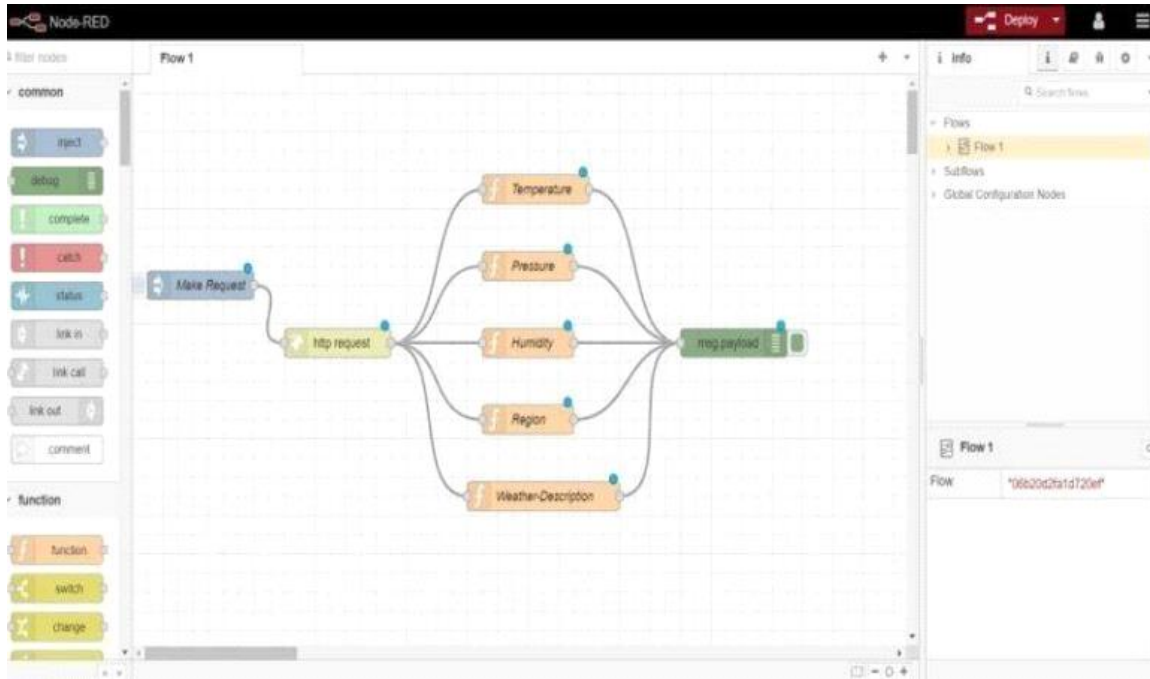 Node-RED
Deploy
filter nodes
Flow 1
i Info
common
Search flows
Flows
inject
Flow 1
debug
Subflows
Temperature
Global Configuration Nodes
complete
catch
Pressure
Make Request
status
link in
http request
Humidity
msg.payload
link call
link out
Region
comment
Flow 1
Flow
function
Weather-Description
function
switch
change